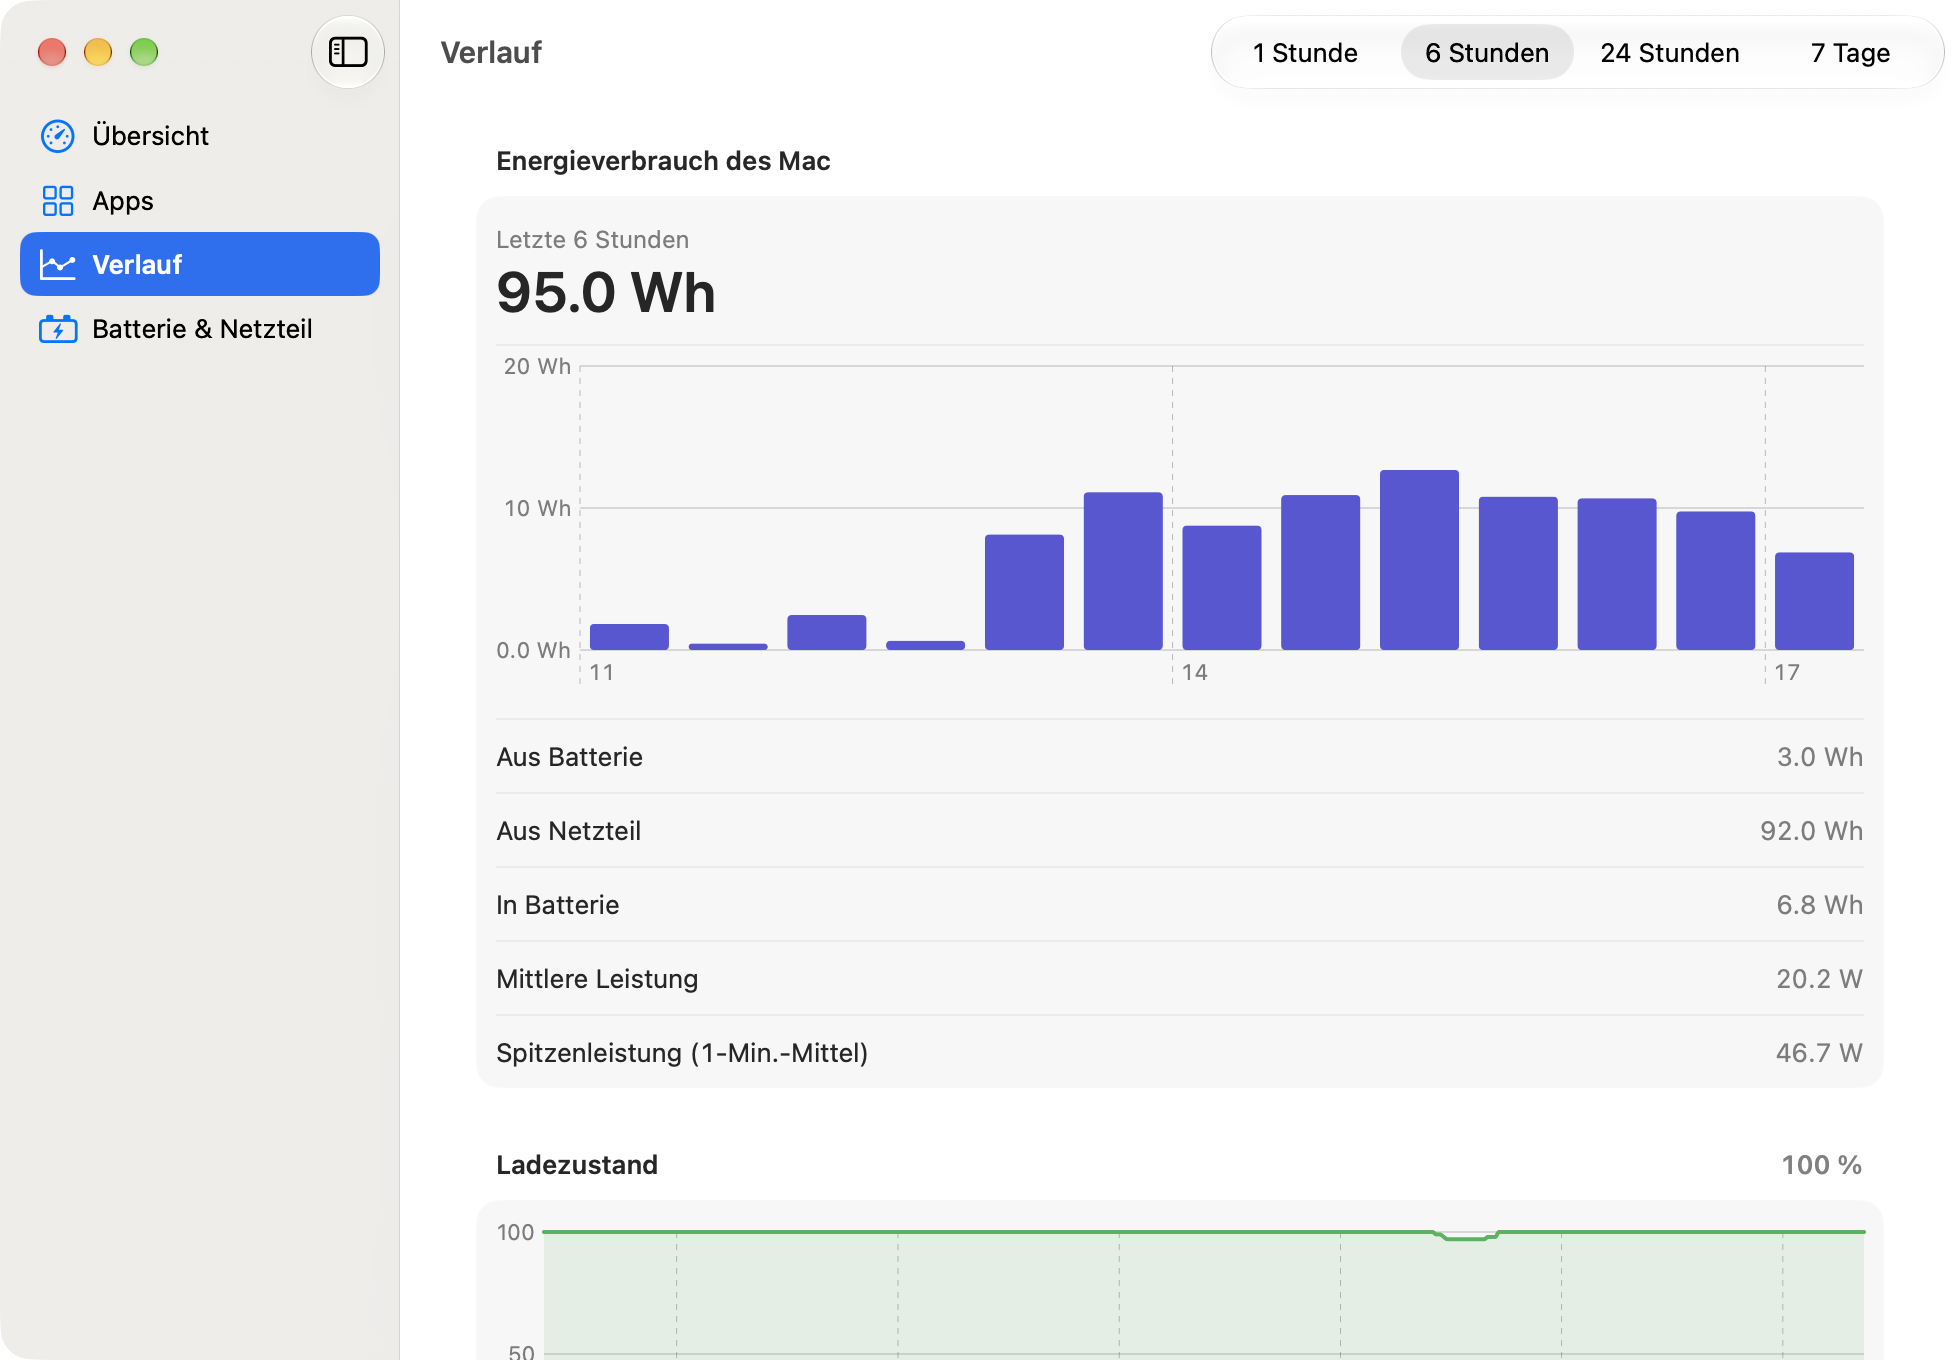 Verlauf
1 Stunde
6 Stunden
24 Stunden
7 Tage
Übersicht
Apps
Verlauf
Batterie & Netzteil
Energieverbrauch des Mac
Letzte 6 Stunden
95.0 Wh
20 Wh
10 Wh
0.0 Wh
11
14
17
Aus Batterie 3.0 Wh
Aus Netzteil 92.0 Wh
In Batterie 6.8 Wh
Mittlere Leistung 20.2 W
Spitzenleistung (1-Min.-Mittel) 46.7 W
Ladezustand 100 %
100
50